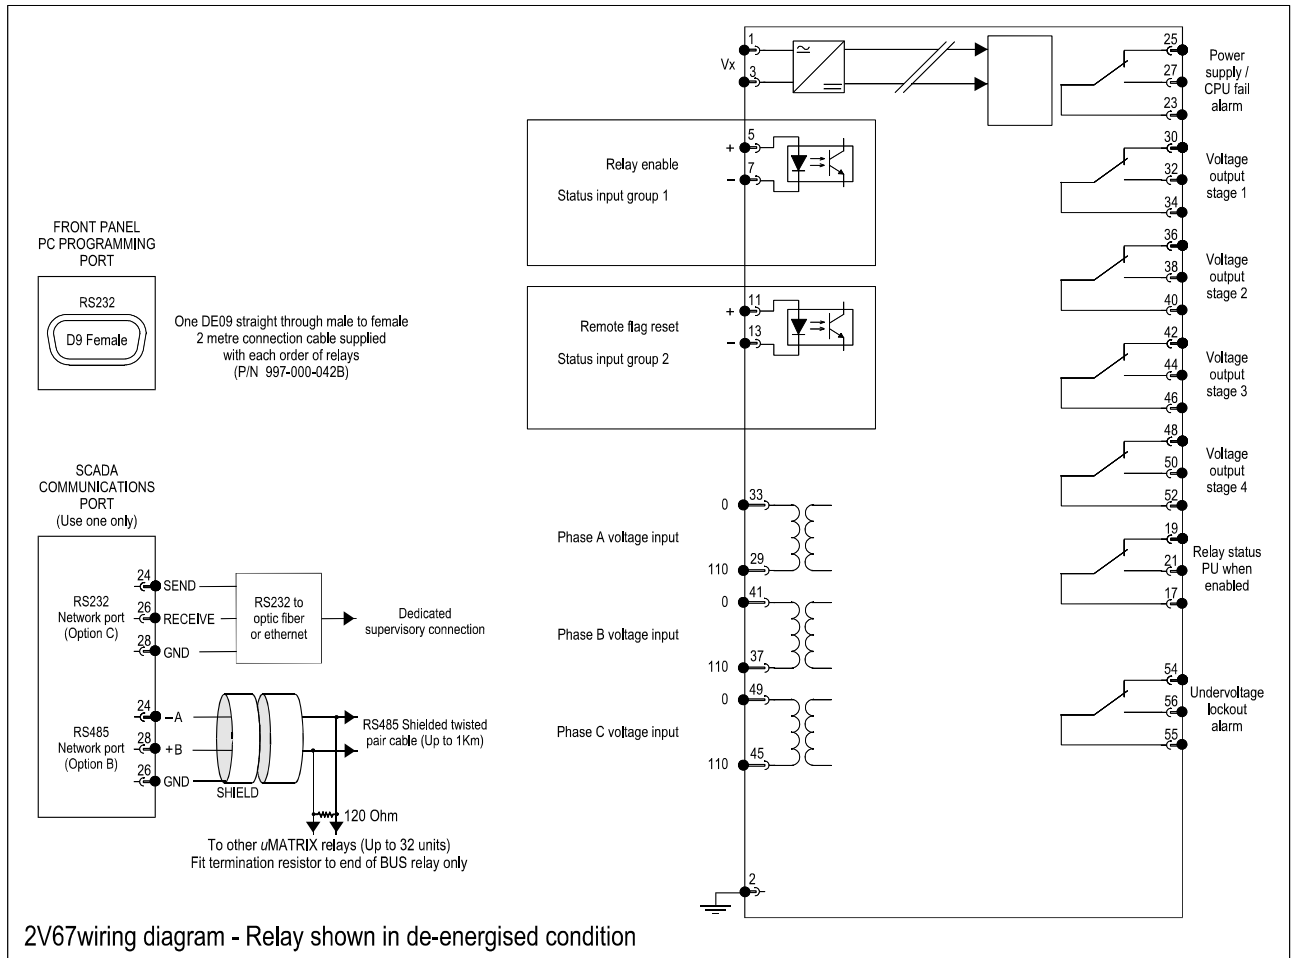 FRONT PANEL
PC PROGRAMMING
PORT
RS232
D9 Female
One DE09 straight through male to female
2 metre connection cable supplied
with each order of relays
(P/N 997-000-042B)
SCADA
COMMUNICATIONS
PORT
(Use one only)
RS232
Network port
(Option C)
24
SEND
26
RECEIVE
28
GND
RS232 to
optic fiber
or ethernet
Dedicated
supervisory connection
RS485
Network port
(Option B)
24
–A
28
+B
26
GND
SHIELD
RS485 Shielded twisted
pair cable (Up to 1Km)
120 Ohm
To other uMATRIX relays (Up to 32 units)
Fit termination resistor to end of BUS relay only
Vx
1
3
Relay enable
Status input group 1
+
5
–
7
Remote flag reset
Status input group 2
+
11
–
13
Phase A voltage input
0
33
110
29
Phase B voltage input
0
41
110
37
Phase C voltage input
0
49
110
45
2
25
27
23
Power
supply /
CPU fail
alarm
30
32
34
Voltage
output
stage 1
36
38
40
Voltage
output
stage 2
42
44
46
Voltage
output
stage 3
48
50
52
Voltage
output
stage 4
19
21
17
Relay status
PU when
enabled
54
56
55
Undervoltage
lockout
alarm
2V67wiring diagram - Relay shown in de-energised condition